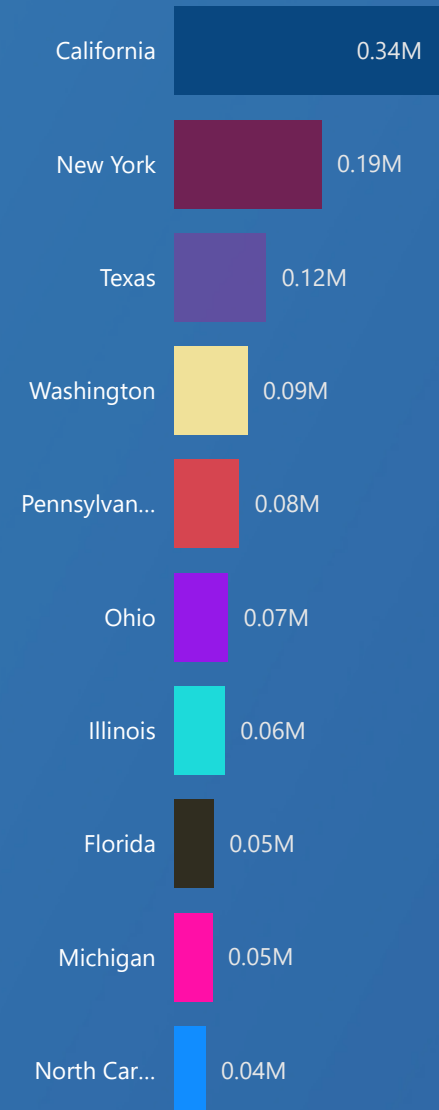 California 0.34M
New York 0.19M
Texas 0.12M
Washington 0.09M
Pennsylvan... 0.08M
Ohio 0.07M
Illinois 0.06M
Florida 0.05M
Michigan 0.05M
North Car... 0.04M